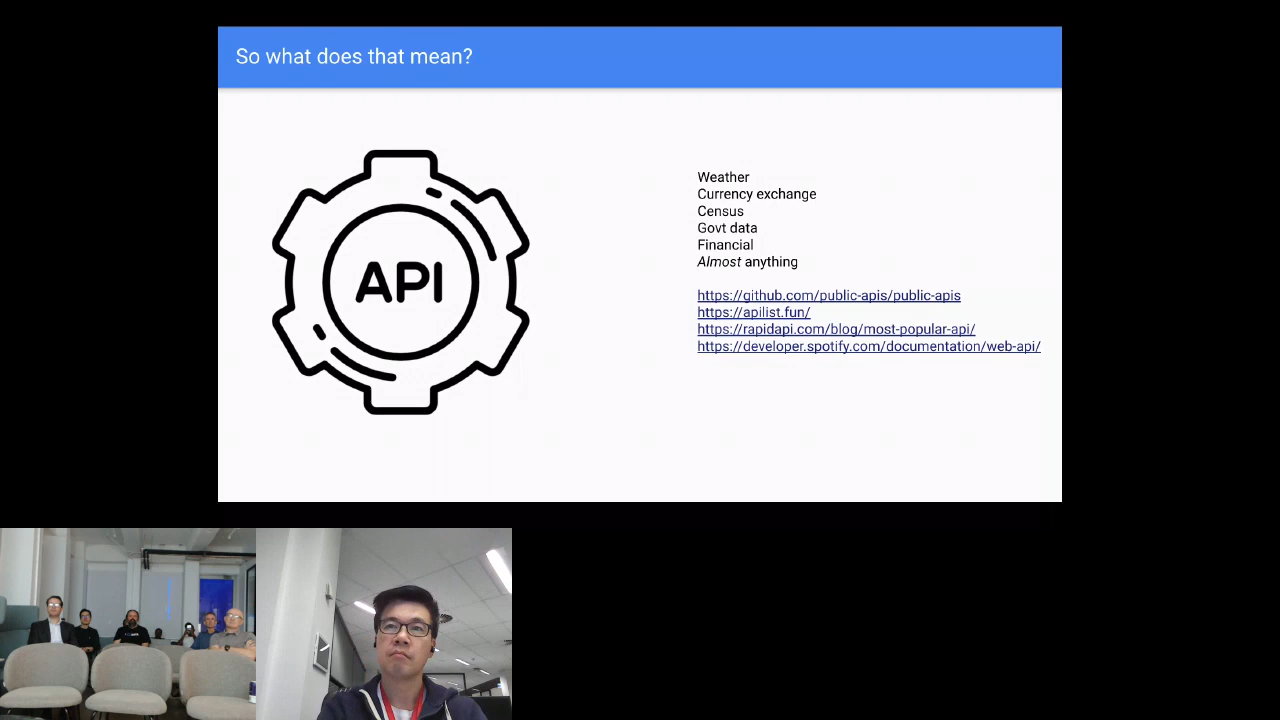 So what does that mean?
API
Weather
Currency exchange
Census
Govt data
Financial
Almost anything
https://github.com/public-apis/public-apis
https://apilist.fun/
https://rapidapi.com/blog/most-popular-api/
https://developer.spotify.com/documentation/web-api/